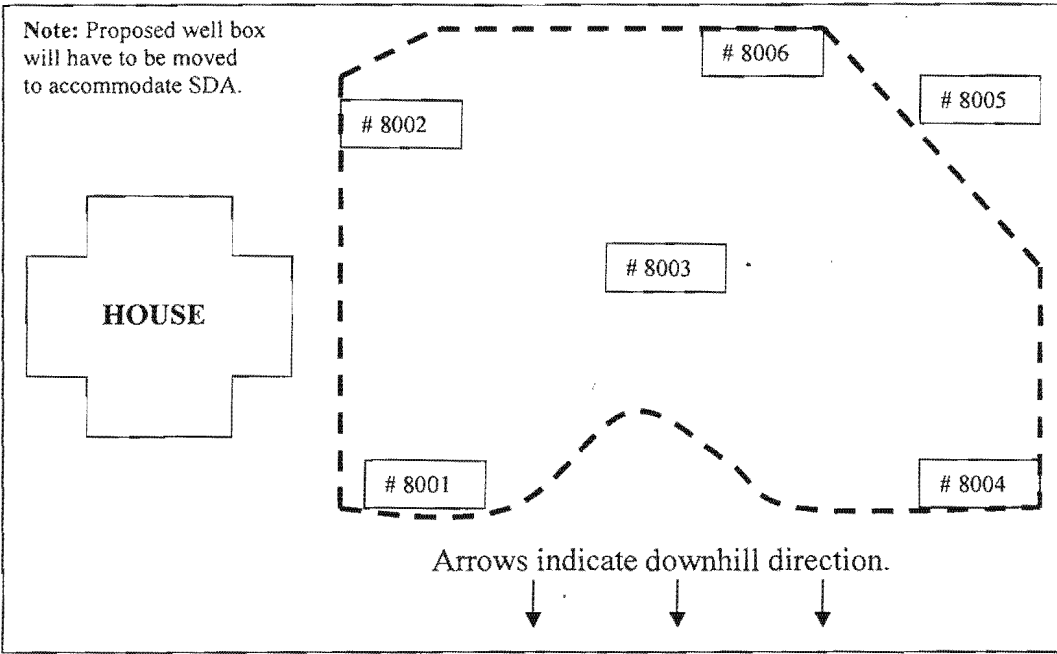 Note: Proposed well box
will have to be moved
to accommodate SDA.
# 8006
# 8005
# 8002
# 8003
HOUSE
# 8001
# 8004
Arrows indicate downhill direction.